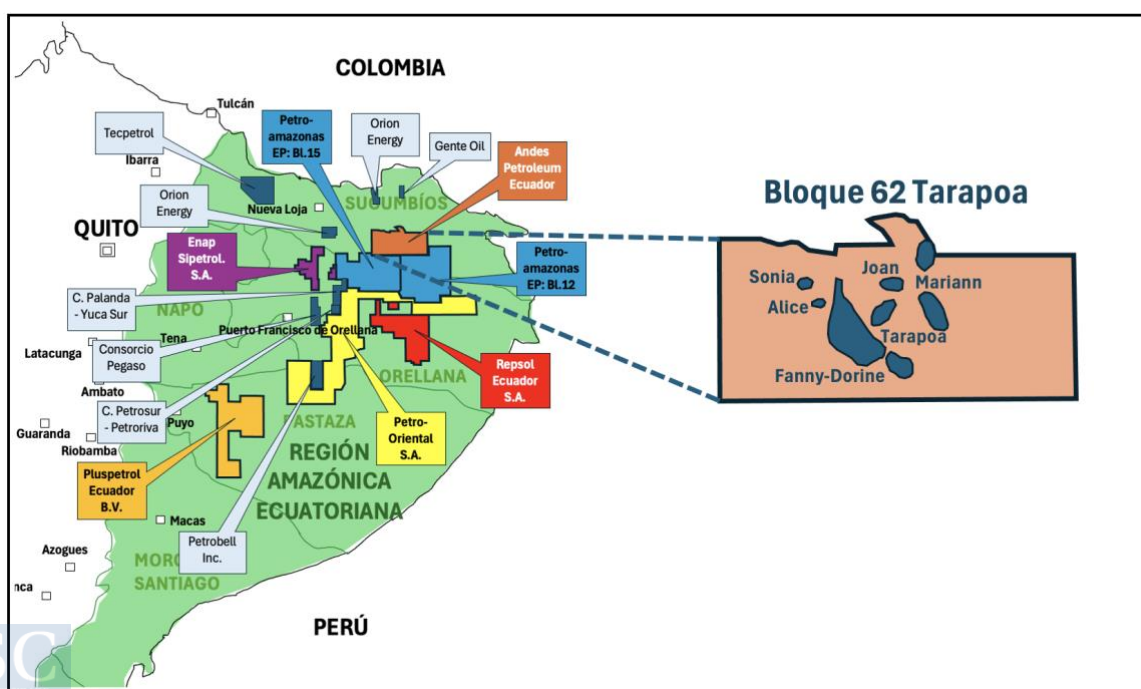 COLOMBIA
Tulcán
Tecpetrol
Ibarra
Petro-
amazonas
EP: Bl.15
Orion
Energy
Gente Oil
Andes
Petroleum
Ecuador
Orion
Energy
Nueva Loja
SUCUMBÍOS
QUITO
Enap
Sipetrol.
S.A.
Petro-
amazonas
EP: Bl.12
C. Palanda
- Yuca Sur
NAPO
Puerto Francisco de Orellana
Tena
Latacunga
Consorcio
Pegaso
Repsol
Ecuador
S.A.
ORELLANA
Ambato
C. Petrosur
- Petroriva
Puyo
PASTAZA
Petro-
Oriental
S.A.
Guaranda
Riobamba
REGIÓN
AMAZÓNICA
ECUATORIANA
Pluspetrol
Ecuador
B.V.
Macas
Petrobell
Inc.
Azogues
MORO
SANTIAGO
nca
PERÚ
SC
Bloque 62 Tarapoa
Joan
Sonia
Mariann
Alice
Tarapoa
Fanny-Dorine